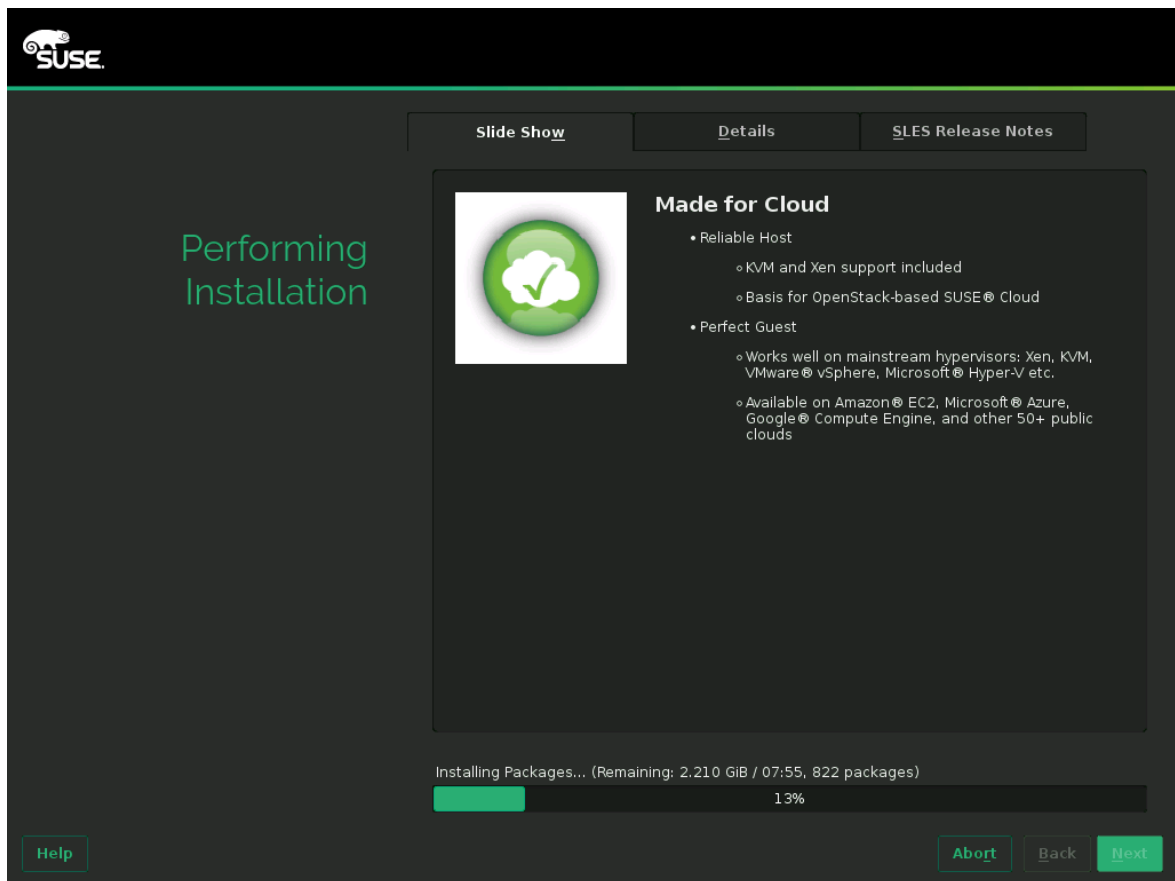 SUSE.
Slide Show
Details
SLES Release Notes
Performing
Installation
Made for Cloud
• Reliable Host
◦ KVM and Xen support included
◦ Basis for OpenStack-based SUSE® Cloud
• Perfect Guest
◦ Works well on mainstream hypervisors: Xen, KVM,
VMware® vSphere, Microsoft® Hyper-V etc.
◦ Available on Amazon® EC2, Microsoft® Azure,
Google® Compute Engine, and other 50+ public
clouds
Installing Packages... (Remaining: 2.210 GiB / 07:55, 822 packages)
13%
Help
Abort
Back
Next